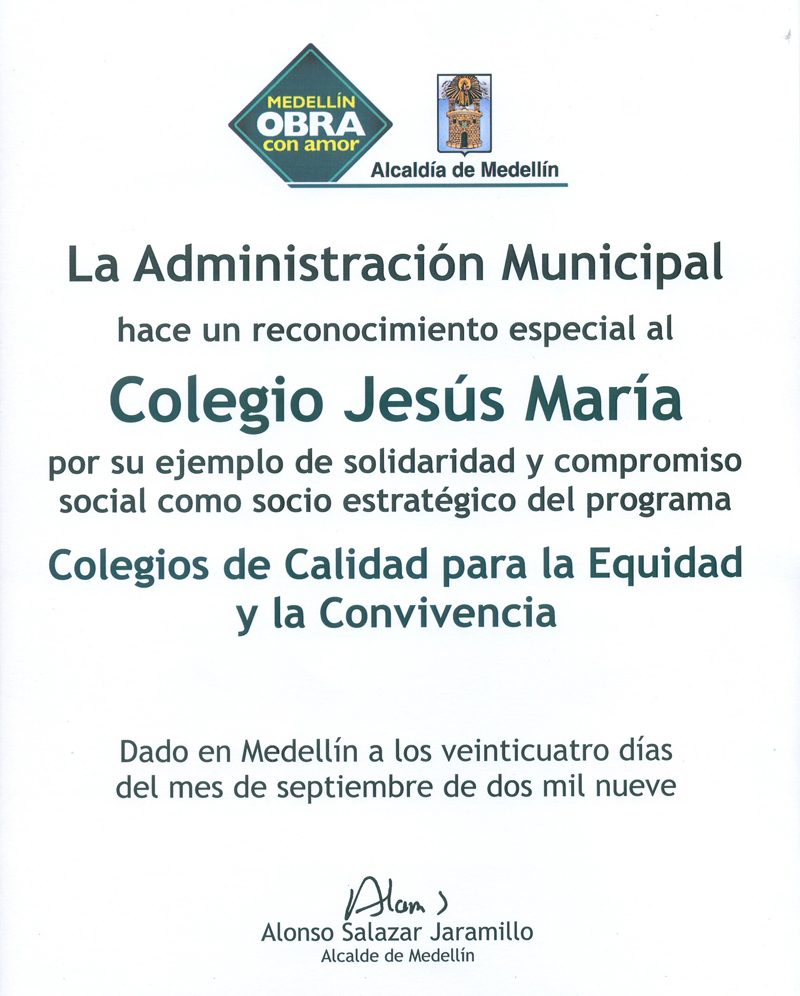 MEDELLÍN
OBRA
con amor
Alcaldía de Medellín
La Administración Municipal
hace un reconocimiento especial al
Colegio Jesús María
por su ejemplo de solidaridad y compromiso
social como socio estratégico del programa
Colegios de Calidad para la Equidad
y la Convivencia
Dado en Medellín a los veinticuatro días
del mes de septiembre de dos mil nueve
Alonso Salazar Jaramillo
Alcalde de Medellín